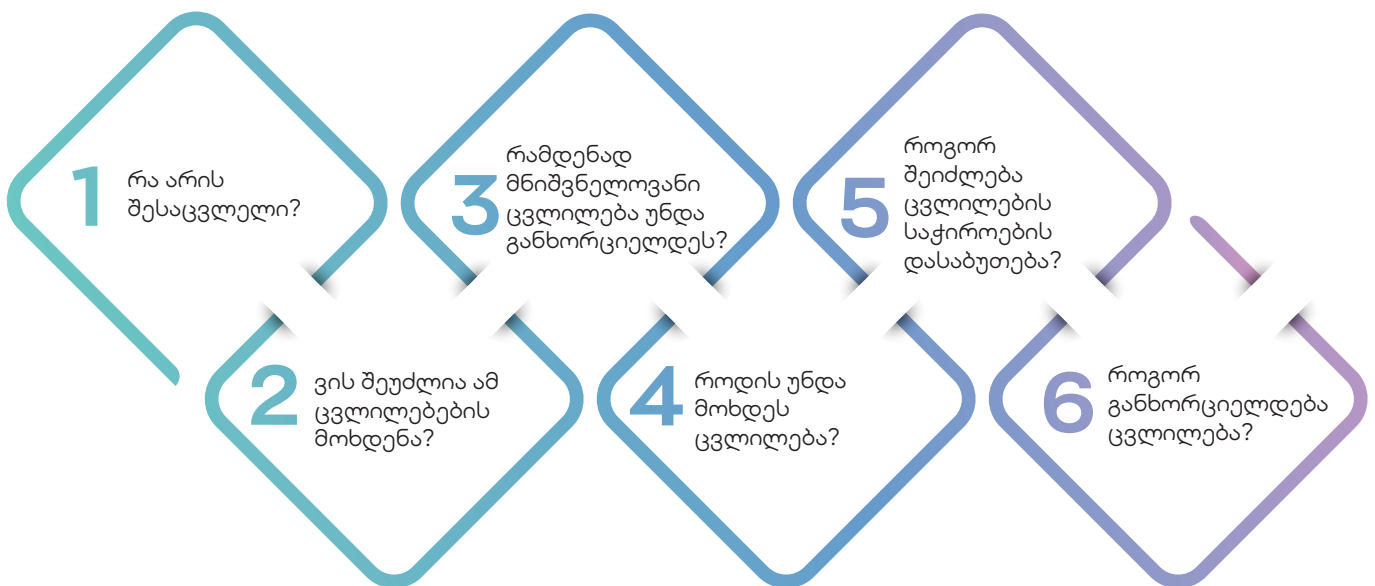 1
რა არის
შესაცვლელი?
2
ვის შეუძლია ამ
ცვლილებების
მოხდენა?
3
რამდენად
მნიშვნელოვანი
ცვლილება უნდა
განხორციელდეს?
4
როდის უნდა
მოხდეს
ცვლილება?
5
როგორ
შეიძლება
ცვლილების
საჭიროების
დასაბუთება?
6
როგორ
განხორციელდება
ცვლილება?